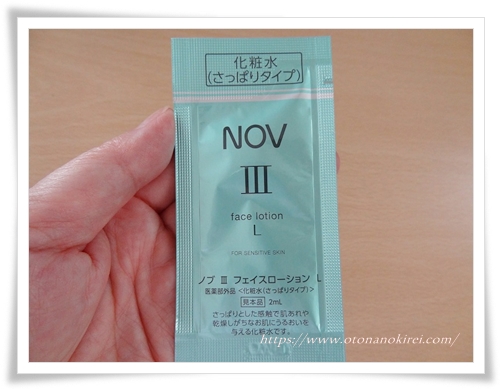 化粧水
(さっぱりタイプ)
NOV
III
face lotion
L
FOR SENSITIVE SKIN
ノブ III フェイスローション L
医薬部外品 <化粧水(さっぱりタイプ)>
見本品 2mL
さっぱりとした感触で肌あれや
乾燥しがちなお肌にうるおいを
与える化粧水です。
https://www.otonanokirei.com/